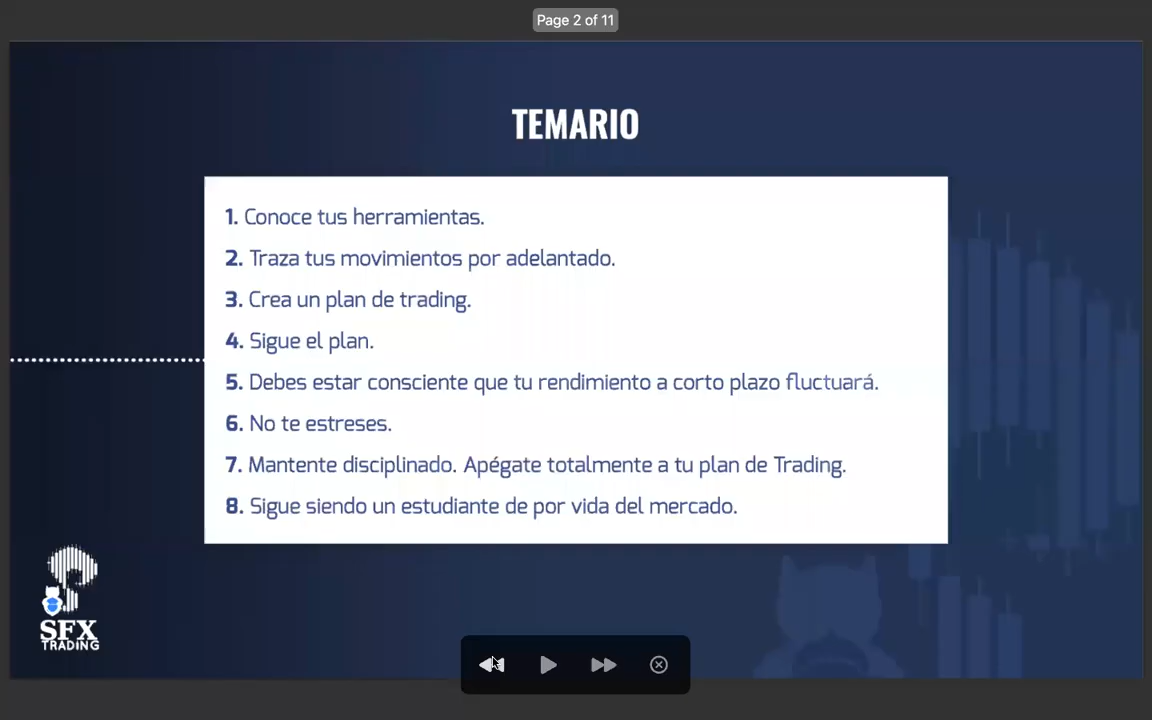 Page 2 of 11
TEMARIO
1. Conoce tus herramientas.
2. Traza tus movimientos por adelantado.
3. Crea un plan de trading.
4. Sigue el plan.
5. Debes estar consciente que tu rendimiento a corto plazo fluctuará.
6. No te estreses.
7. Mantente disciplinado. Apégate totalmente a tu plan de Trading.
8. Sigue siendo un estudiante de por vida del mercado.
SFX
TRADING